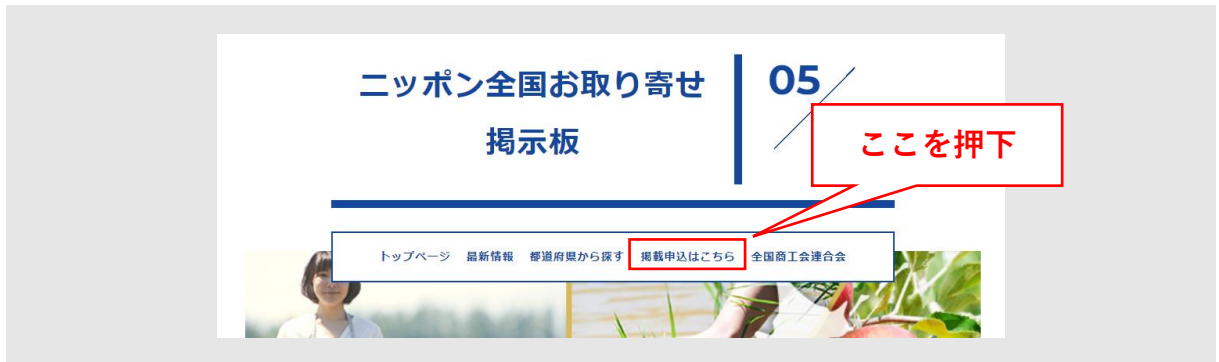 ニッポン全国お取り寄せ
掲示板
05
ここを押下
トップページ 最新情報 都道府県から探す 掲載申込はこちら 全国商工会連合会